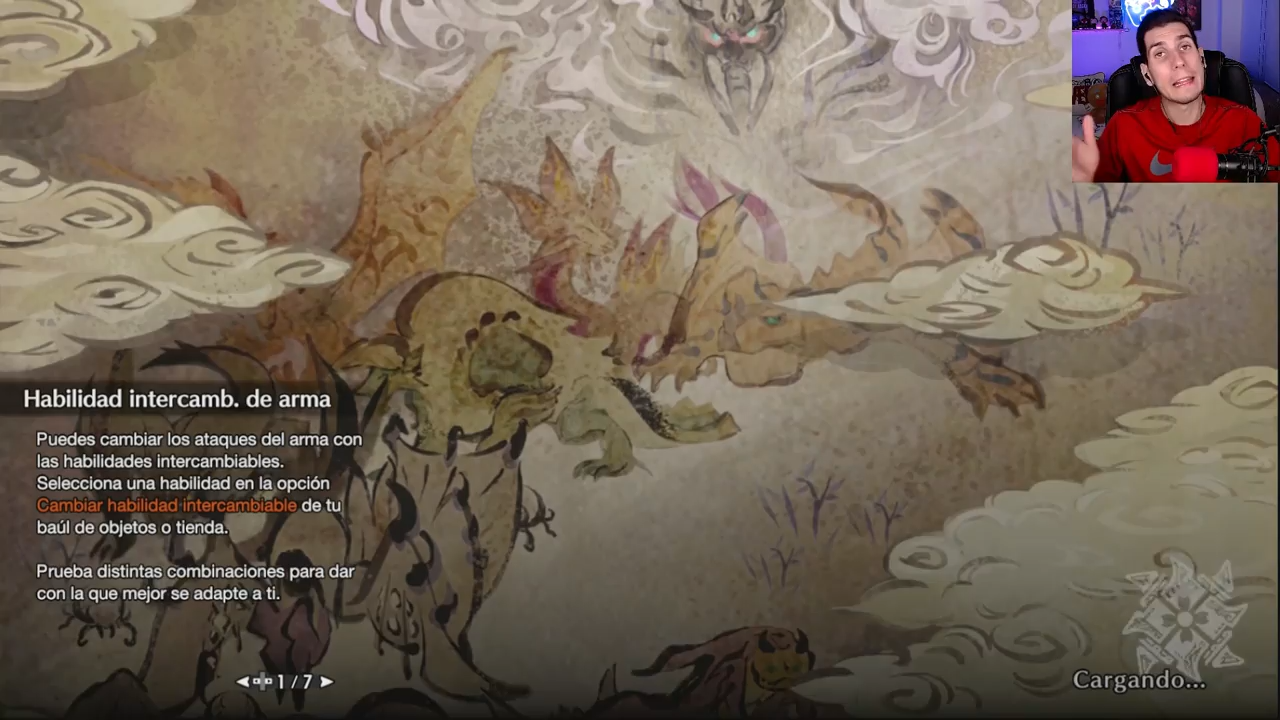 Habilidad intercamb. de arma
Puedes cambiar los ataques del arma con
las habilidades intercambiables.
Selecciona una habilidad en la opción
Cambiar habilidad intercambiable de tu
baúl de objetos o tienda.
Prueba distintas combinaciones para dar
con la que mejor se adapte a ti.
1 / 7
Cargando...